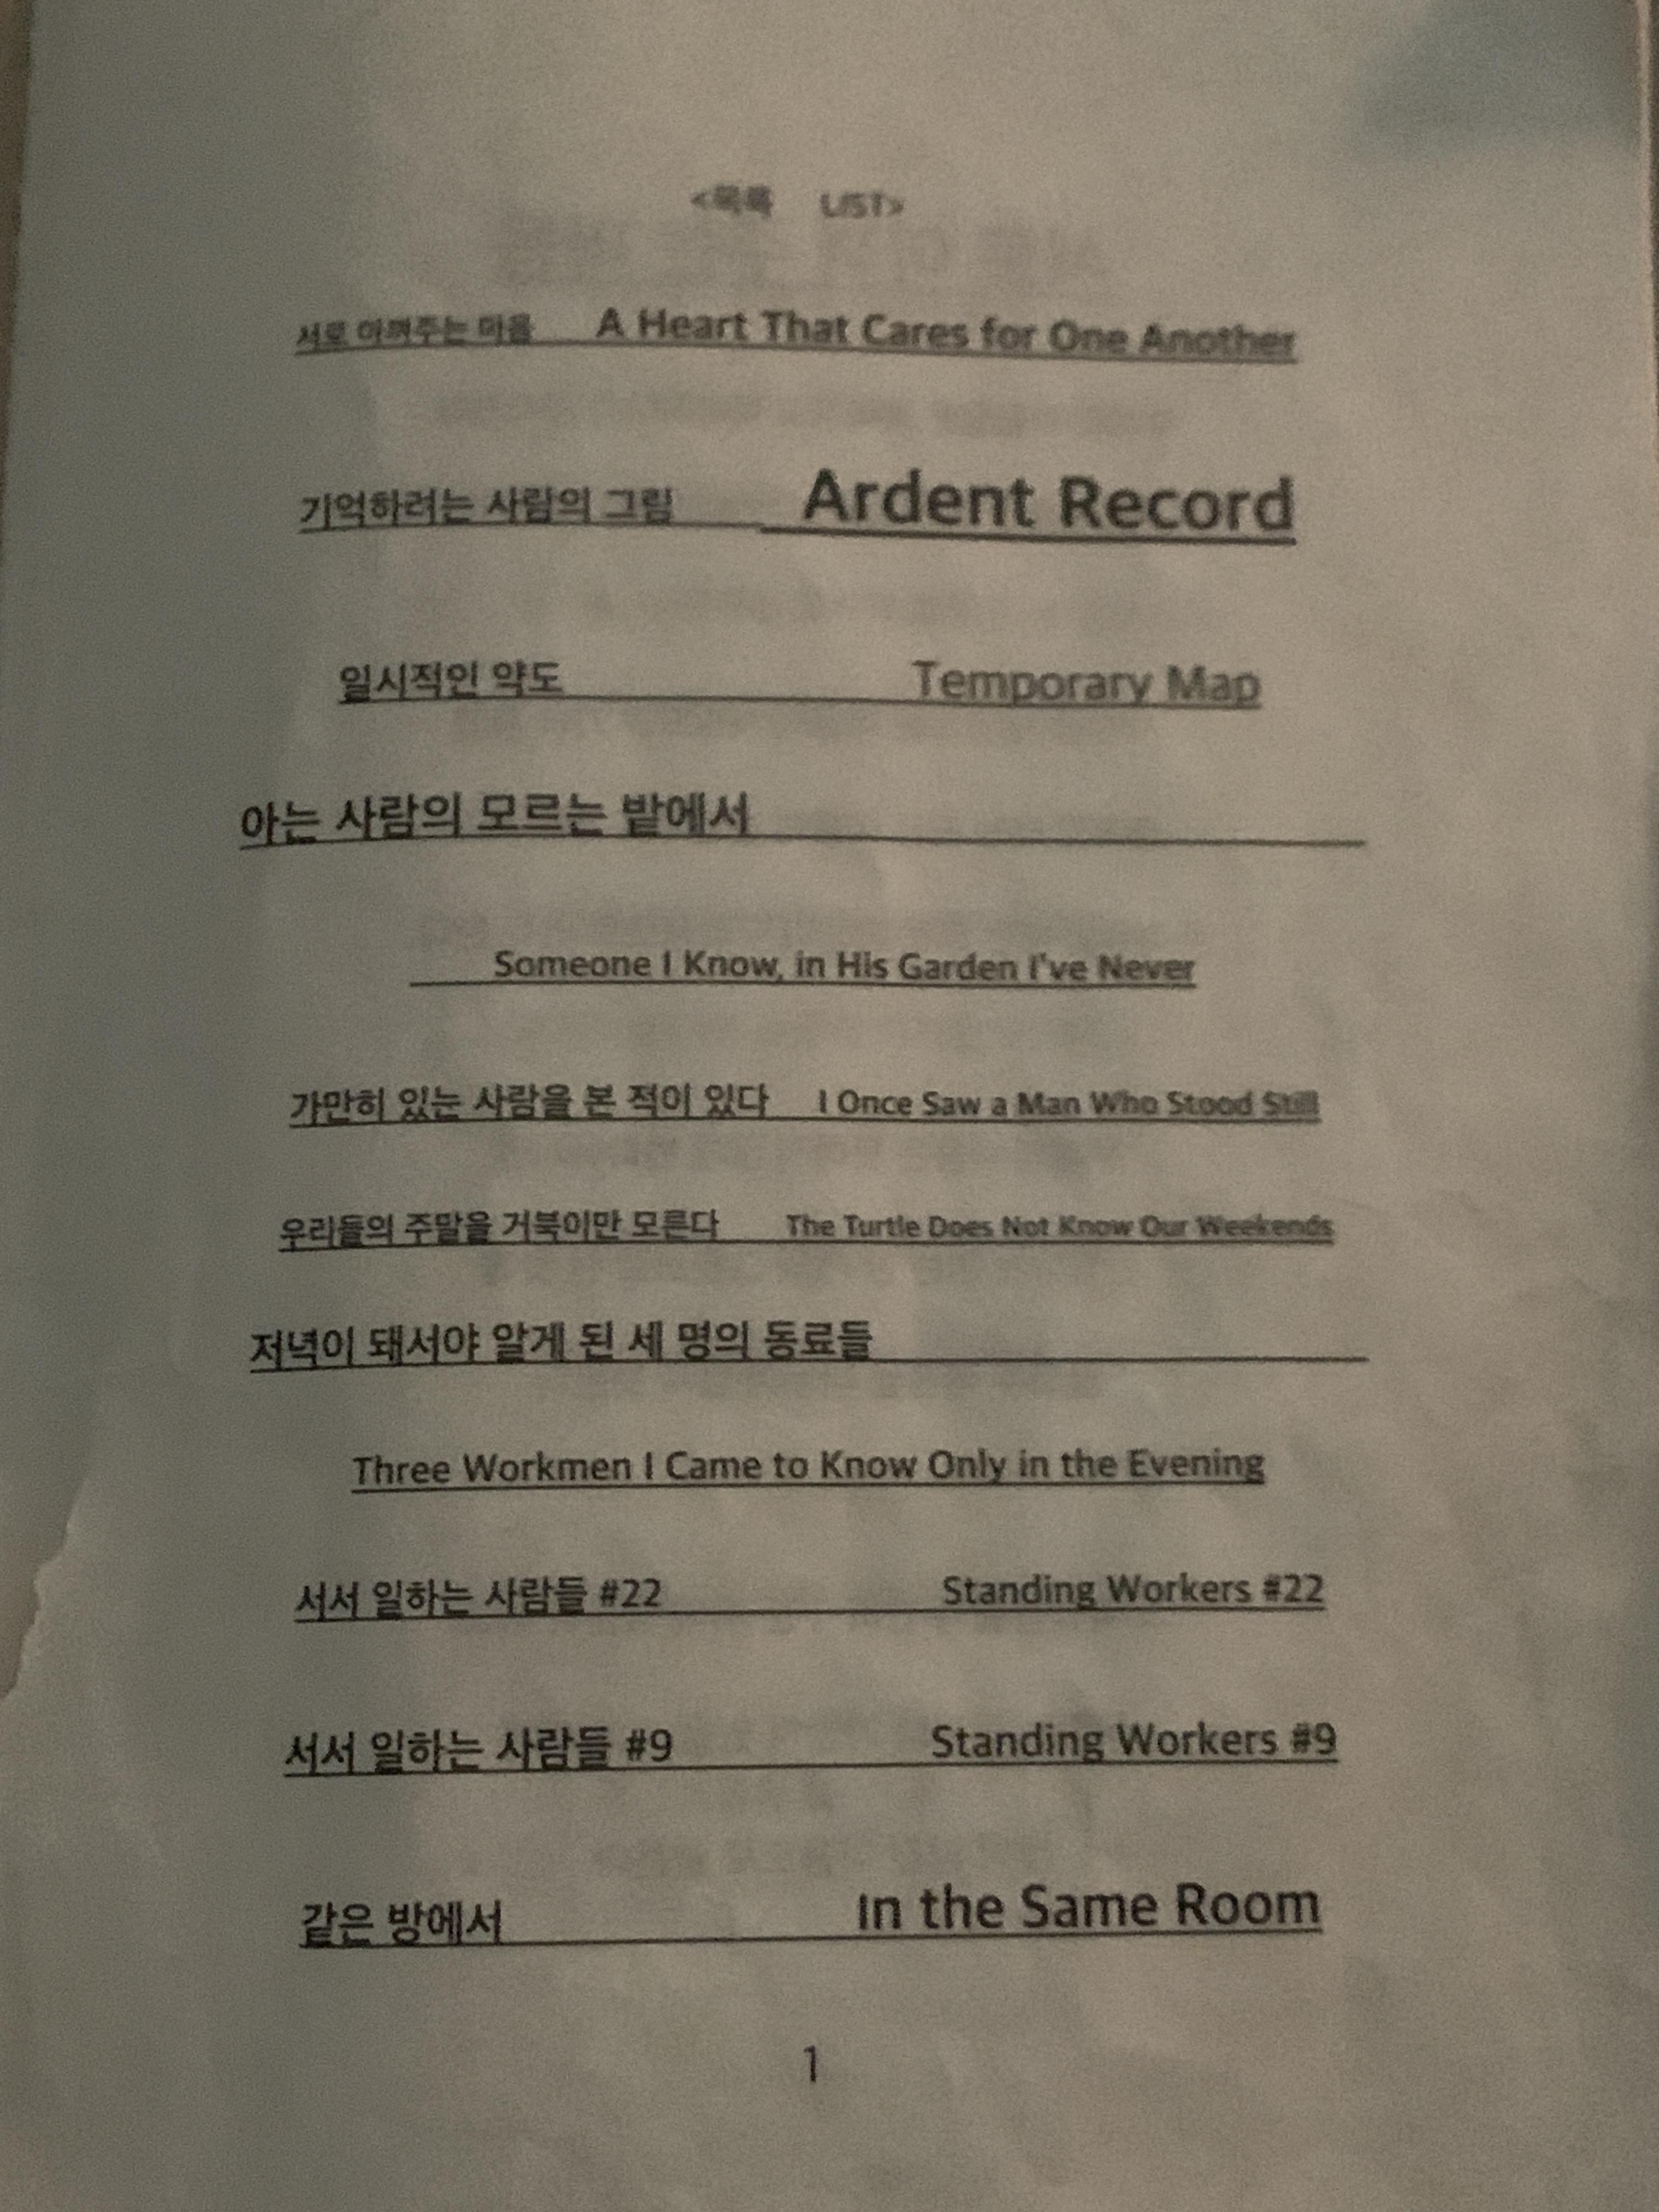 <목록 LIST>
서로 아껴주는 마음 A Heart That Cares for One Another
기억하려는 사람의 그림 Ardent Record
일시적인 약도 Temporary Map
아는 사람의 모르는 밭에서
Someone I Know, in His Garden I've Never
가만히 있는 사람을 본 적이 있다 I Once Saw a Man Who Stood Still
우리들의 주말을 거북이만 모른다 The Turtle Does Not Know Our Weekends
저녁이 돼서야 알게 된 세 명의 동료들
Three Workmen I Came to Know Only in the Evening
서서 일하는 사람들 #22 Standing Workers #22
서서 일하는 사람들 #9 Standing Workers #9
같은 방에서 In the Same Room
1